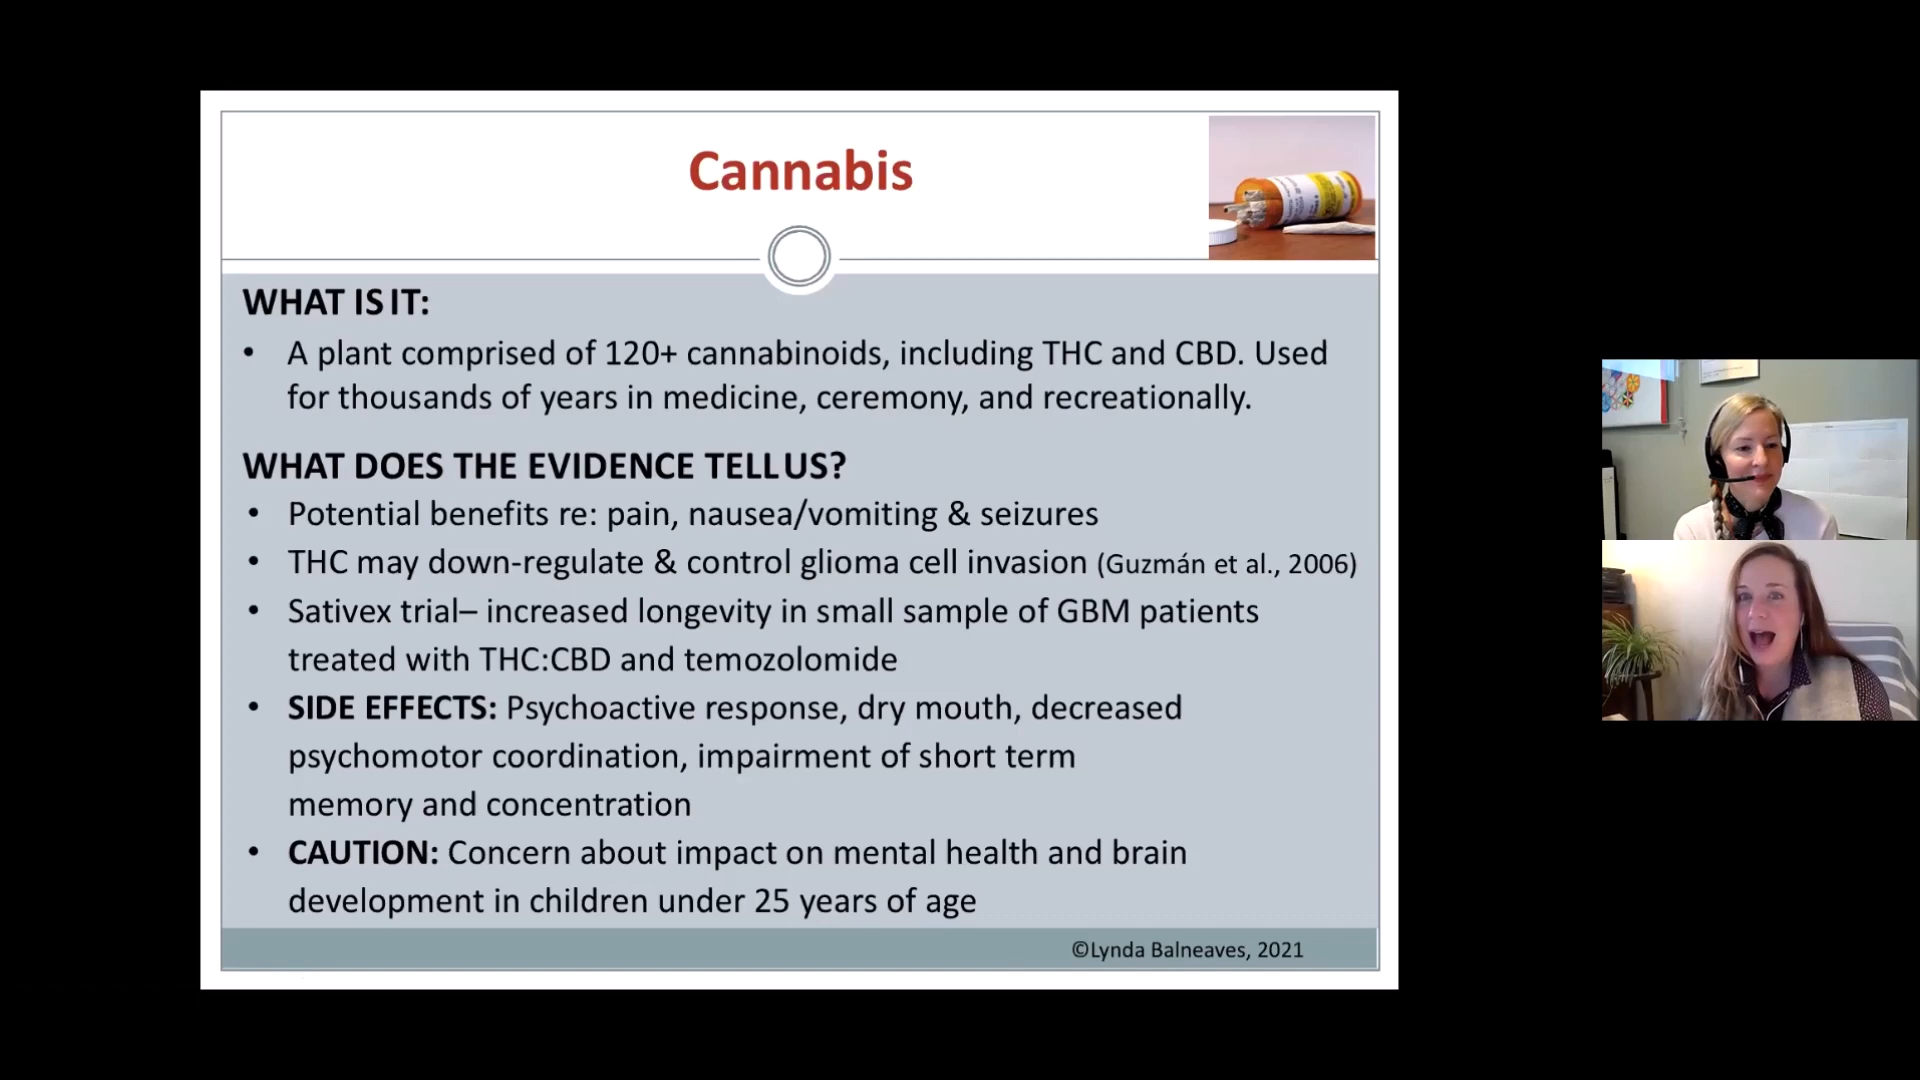 Cannabis
WHAT IS IT:
• A plant comprised of 120+ cannabinoids, including THC and CBD. Used
for thousands of years in medicine, ceremony, and recreationally.
WHAT DOES THE EVIDENCE TELL US?
• Potential benefits re: pain, nausea/vomiting & seizures
• THC may down-regulate & control glioma cell invasion (Guzmán et al., 2006)
• Sativex trial– increased longevity in small sample of GBM patients
treated with THC:CBD and temozolomide
• SIDE EFFECTS: Psychoactive response, dry mouth, decreased
psychomotor coordination, impairment of short term
memory and concentration
• CAUTION: Concern about impact on mental health and brain
development in children under 25 years of age
©Lynda Balneaves, 2021